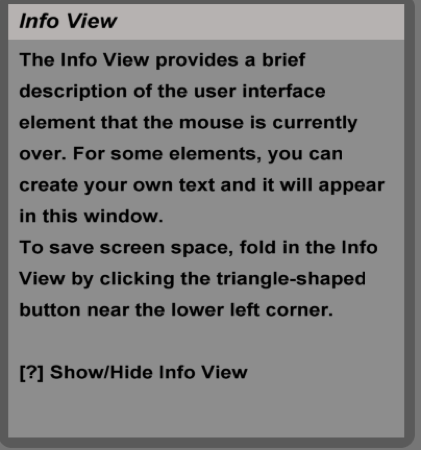 Info View
The Info View provides a brief
description of the user interface
element that the mouse is currently
over. For some elements, you can
create your own text and it will appear
in this window.
To save screen space, fold in the Info
View by clicking the triangle-shaped
button near the lower left corner.
[?] Show/Hide Info View